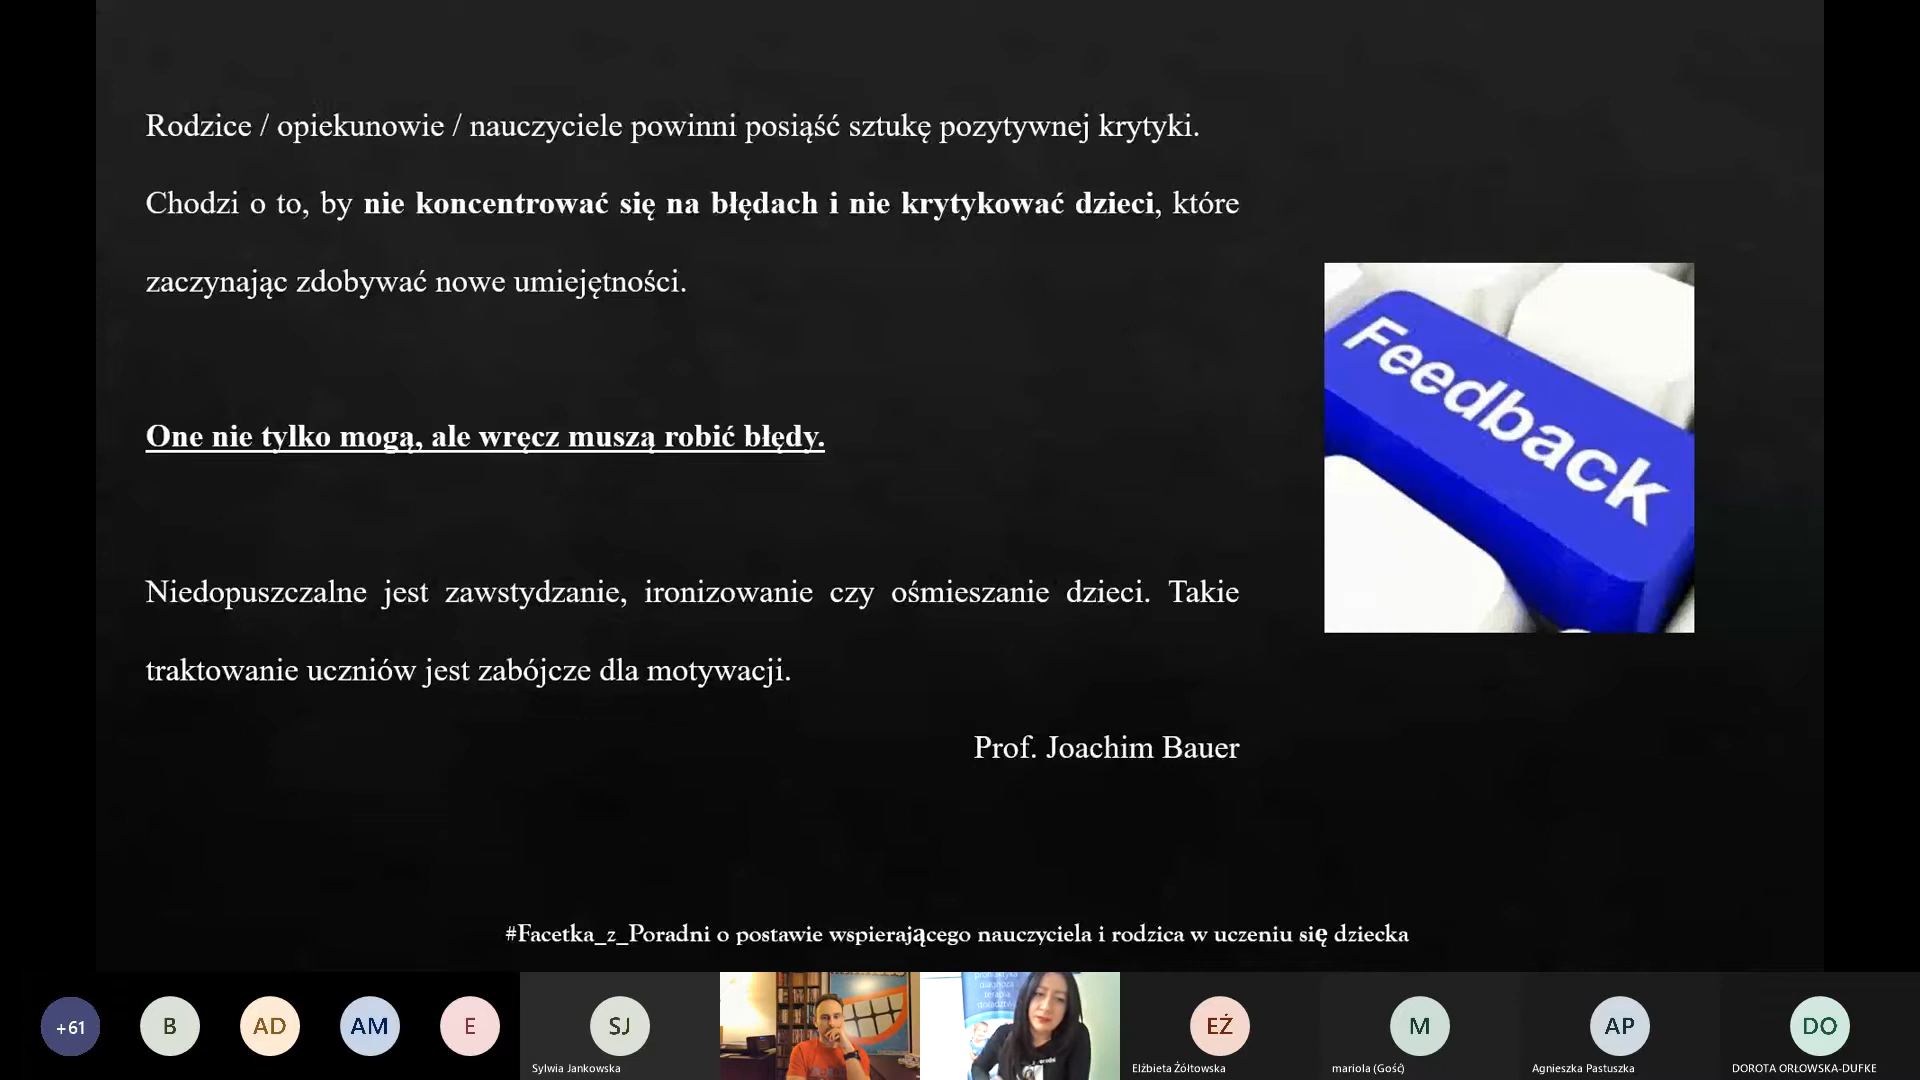 Rodzice / opiekunowie / nauczyciele powinni posiąść sztukę pozytywnej krytyki.
Chodzi o to, by nie koncentrować się na błędach i nie krytykować dzieci, które
zaczynając zdobywać nowe umiejętności.
One nie tylko mogą, ale wręcz muszą robić błędy.
Niedopuszczalne jest zawstydzanie, ironizowanie czy ośmieszanie dzieci. Takie
traktowanie uczniów jest zabójcze dla motywacji.
Prof. Joachim Bauer
Feedback
#Facetka_z_Poradni o postawie wspierającego nauczyciela i rodzica w uczeniu się dziecka
+61
B
AD
AM
E
SJ
Sylwia Jankowska
diagnoza
terapia
EŻ
Elżbieta Żółtowska
M
mariola (Gość)
AP
Agnieszka Pastuszka
DO
DOROTA ORŁOWSKA-DUFKE